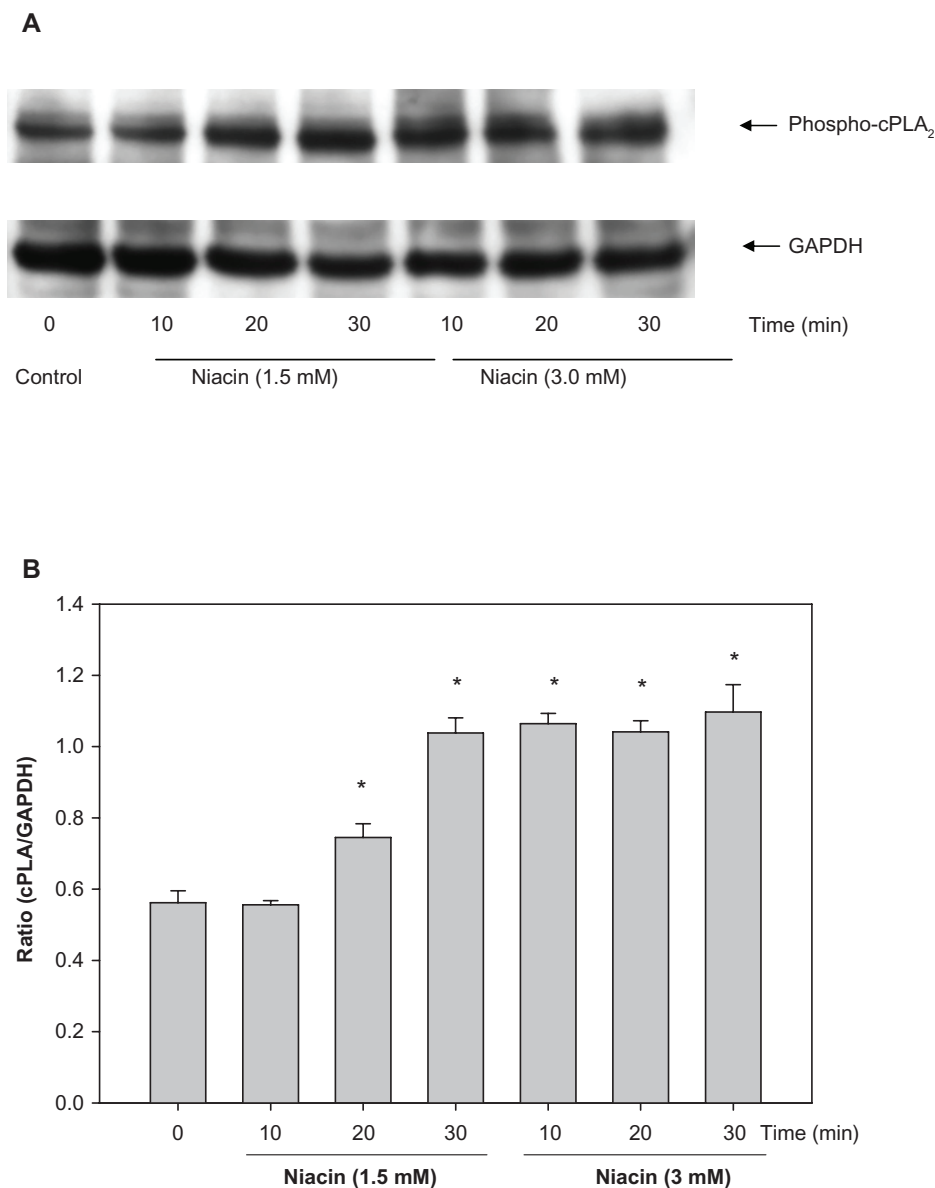 A
Phospho-cPLA₂
GAPDH
0 10 20 30 10 20 30 Time (min)
Control Niacin (1.5 mM) Niacin (3.0 mM)
B
Ratio (cPLA/GAPDH)
1.4
1.2
1.0
0.8
0.6
0.4
0.2
0.0
* * * * *
0 10 20 30 10 20 30 Time (min)
Niacin (1.5 mM) Niacin (3 mM)